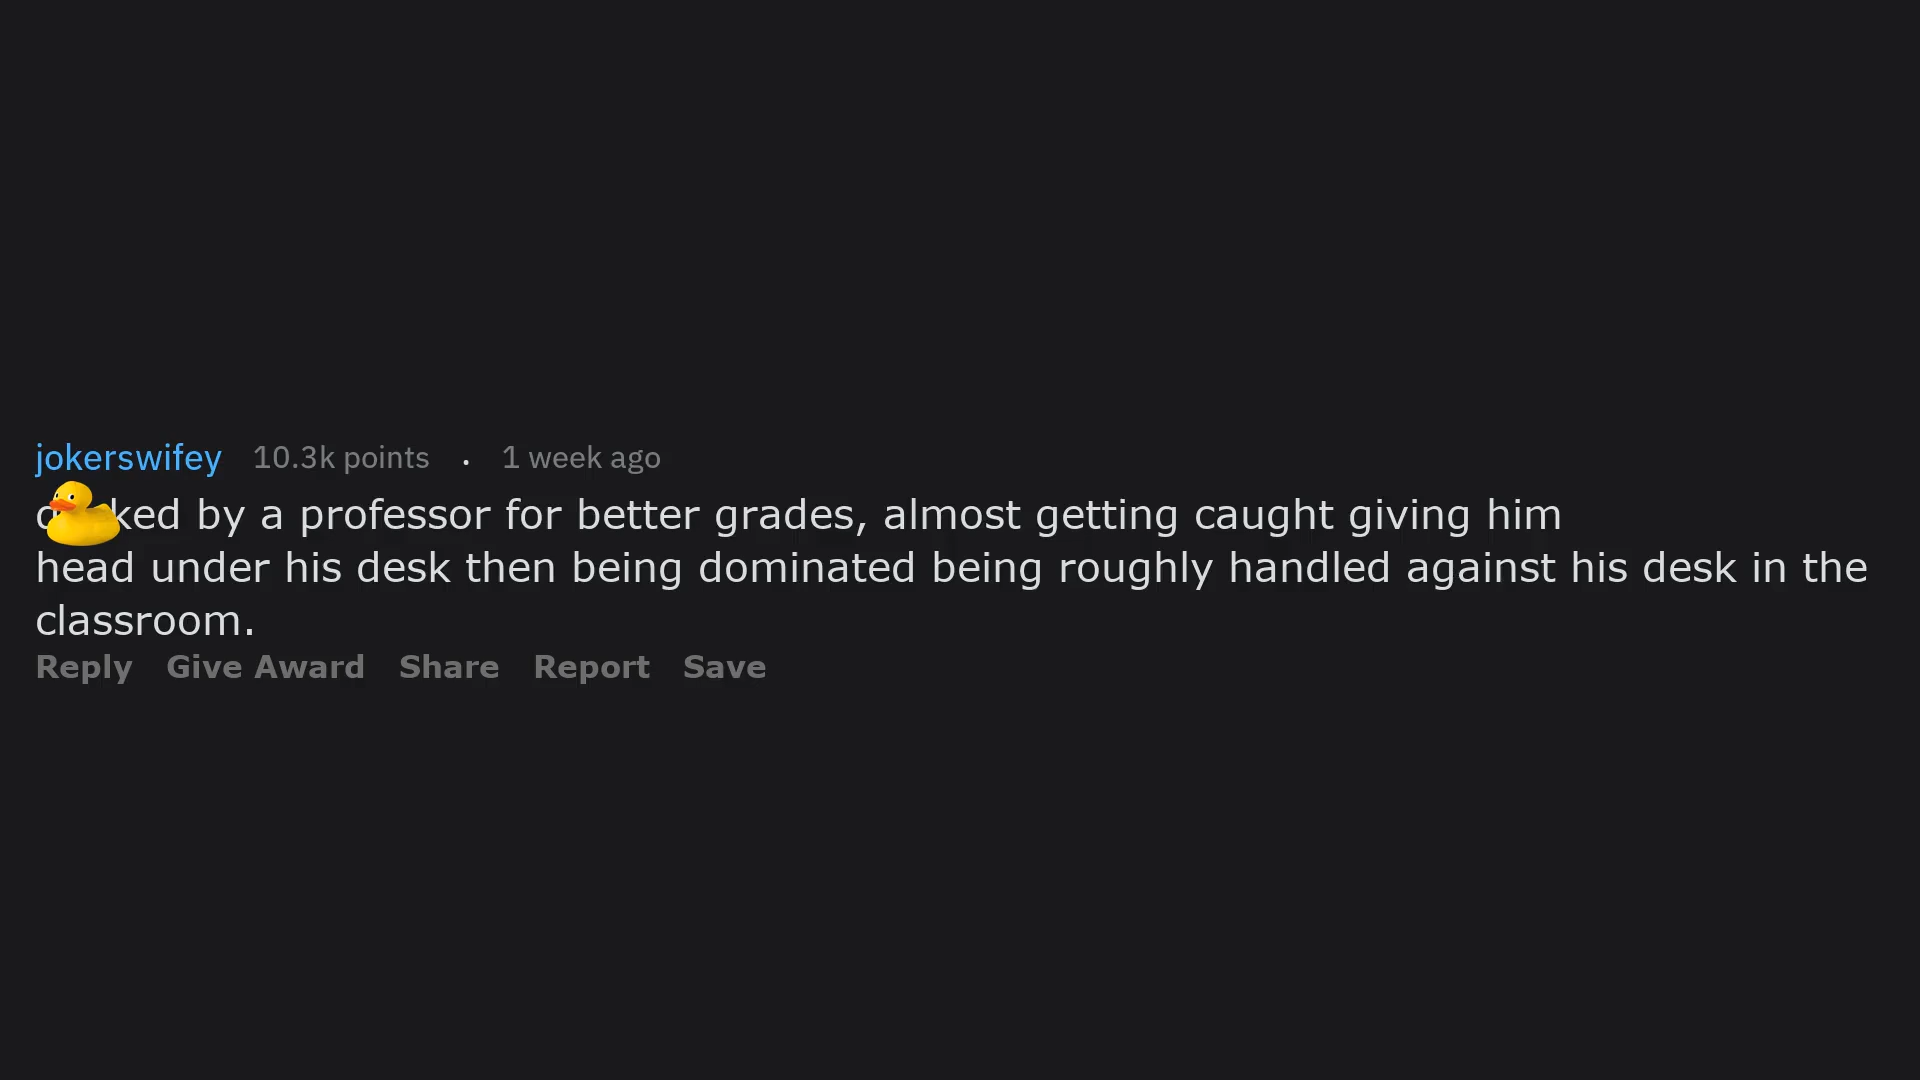 jokerswifey 10.3k points . 1 week ago
by a professor for better grades, almost getting caught giving him
head under his desk then being dominated being roughly handled against his desk in the
classroom.
Reply Give Award Share Report Save